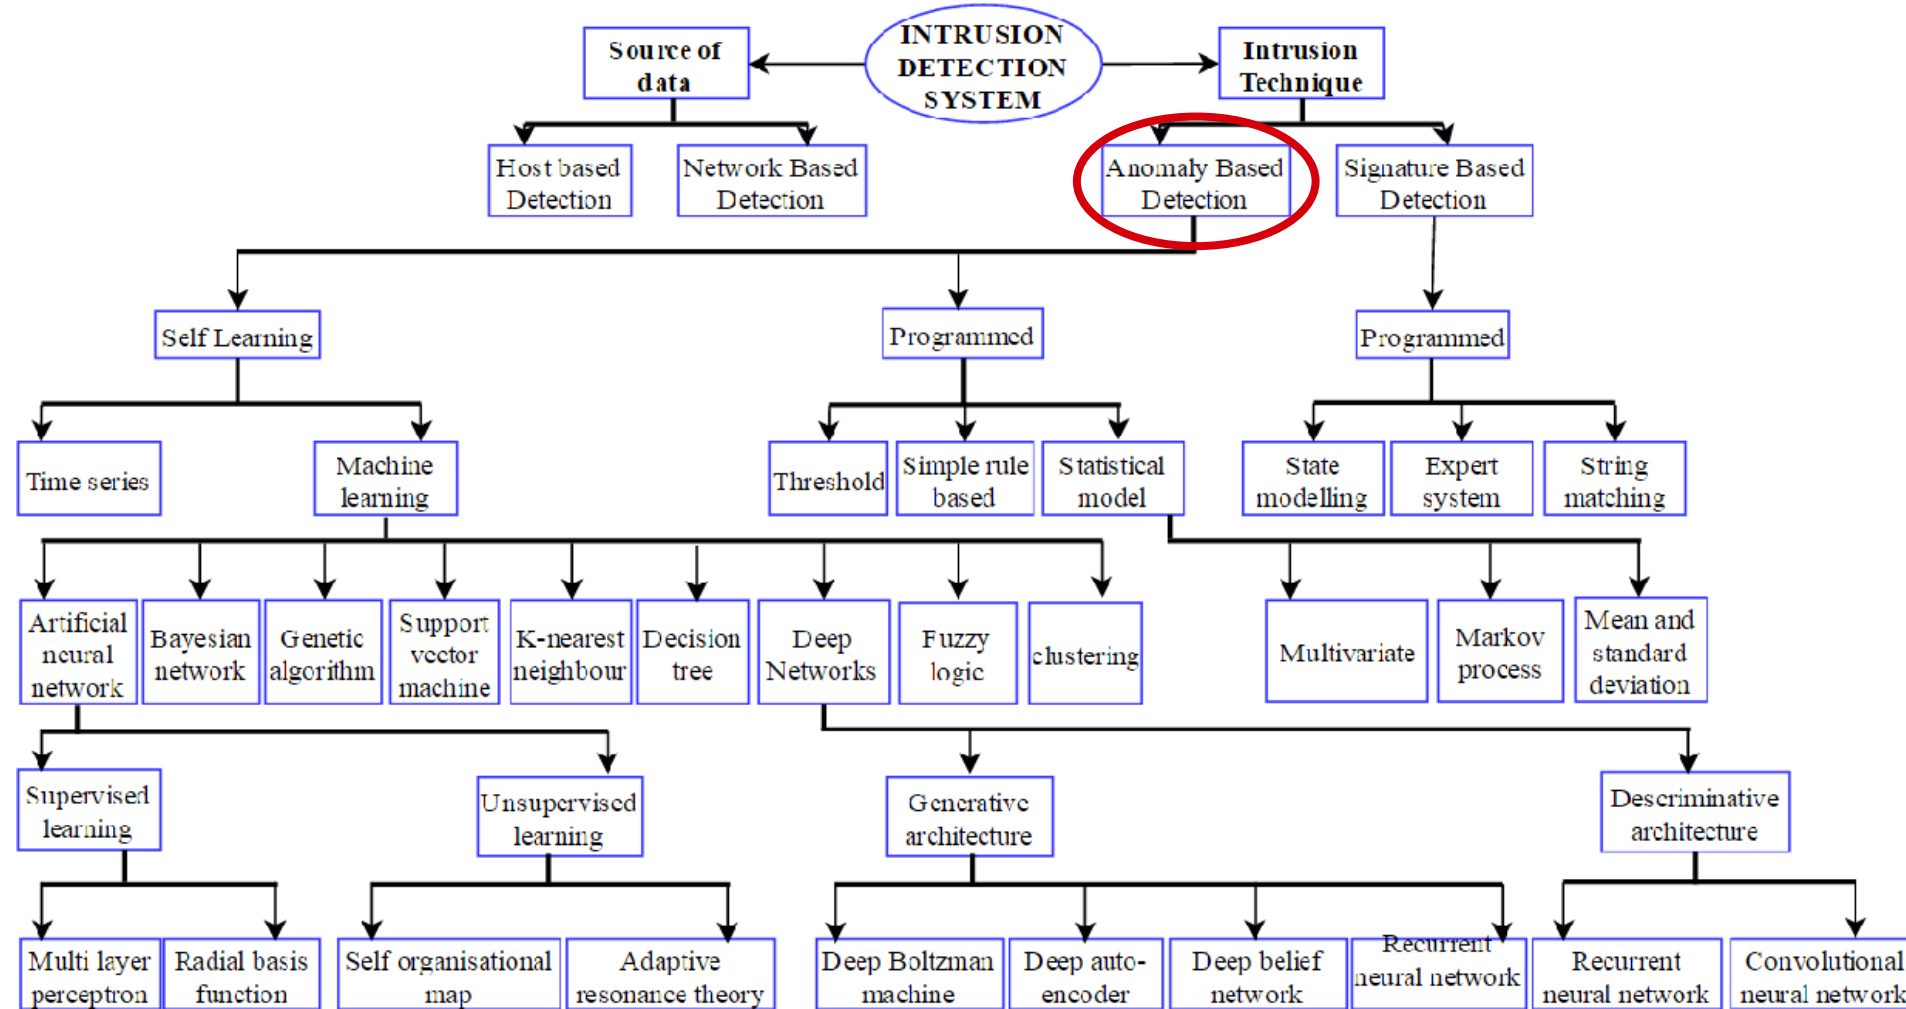 INTRUSION
DETECTION
SYSTEM
Source of
data
Intrusion
Technique
Host based
Detection
Network Based
Detection
Anomaly Based
Detection
Signature Based
Detection
Self Learning
Programmed
Programmed
Time series
Machine
learning
Threshold
Simple rule
based
Statistical
model
State
modelling
Expert
system
String
matching
Artificial
neural
network
Bayesian
network
Genetic
algorithm
Support
vector
machine
K-nearest
neighbour
Decision
tree
Deep
Networks
Fuzzy
logic
clustering
Multivariate
Markov
process
Mean and
standard
deviation
Supervised
learning
Unsupervised
learning
Generative
architecture
Descriminative
architecture
Multi layer
perceptron
Radial basis
function
Self organisational
map
Adaptive
resonance theory
Deep Boltzman
machine
Deep auto-
encoder
Deep belief
network
Recurrent
neural network
Recurrent
neural network
Convolutional
neural network